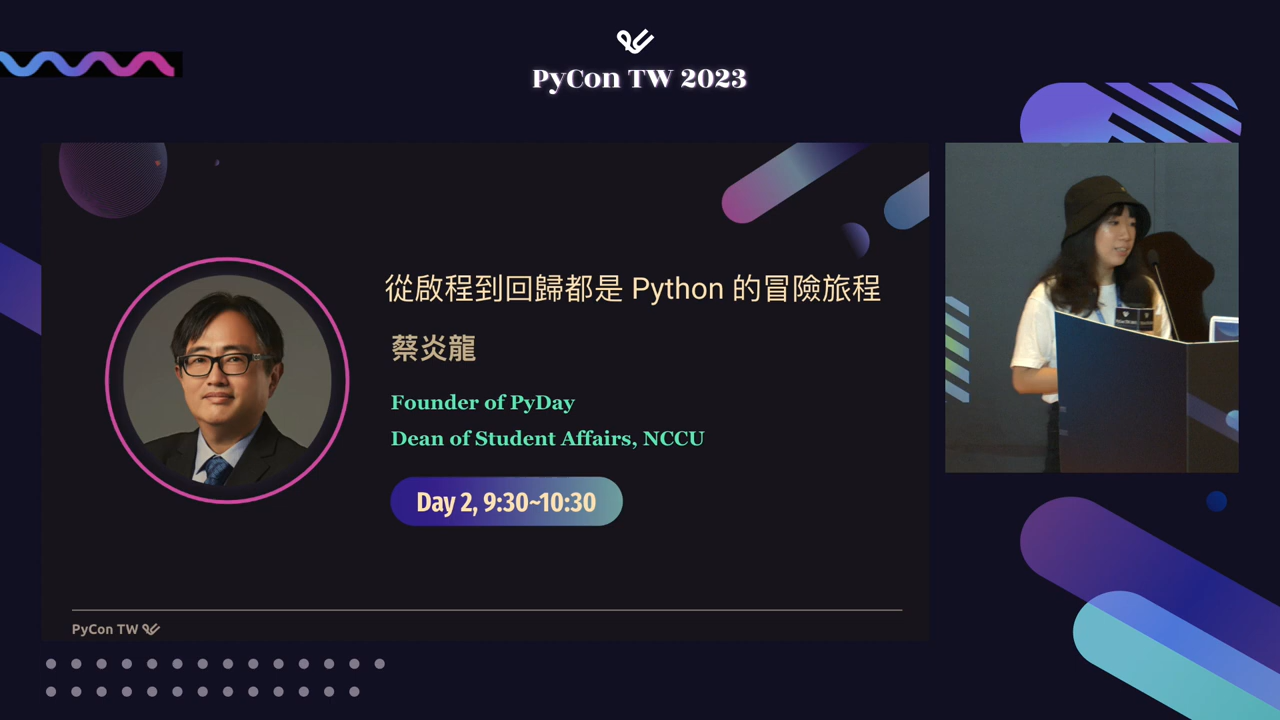 PyCon TW 2023
從啟程到回歸都是 Python 的冒險旅程
蔡炎龍
Founder of PyDay
Dean of Student Affairs, NCCU
Day 2, 9:30~10:30
PyCon TW